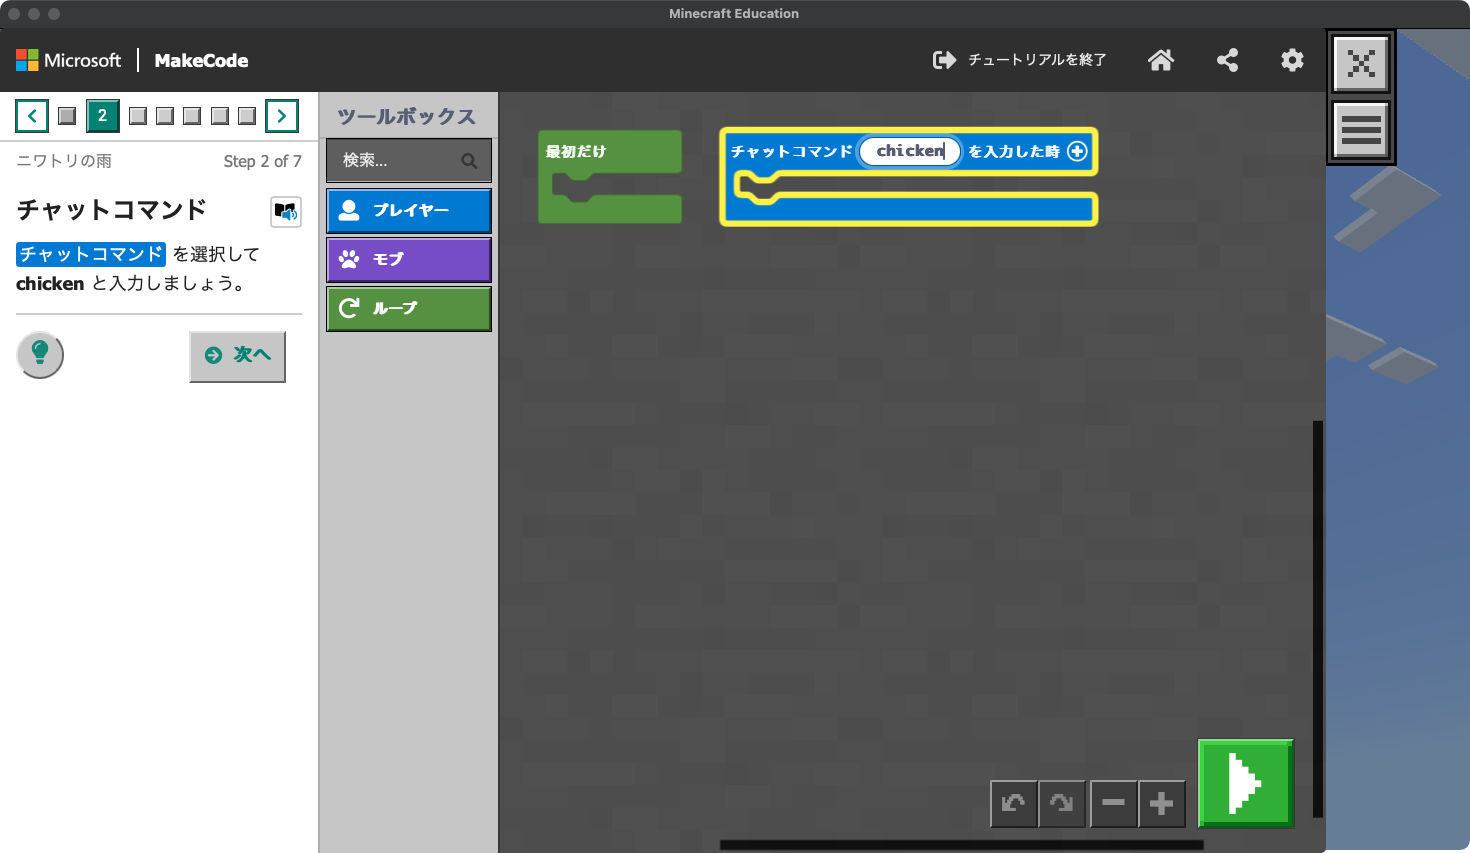 Minecraft Education
Microsoft | MakeCode
チュートリアルを終了
2
ニワトリの雨
Step 2 of 7
チャットコマンド
チャットコマンド を選択して
chicken と入力しましょう。
次へ
ツールボックス
検索...
プレイヤー
モブ
ループ
最初だけ
チャットコマンド chicken を入力した時